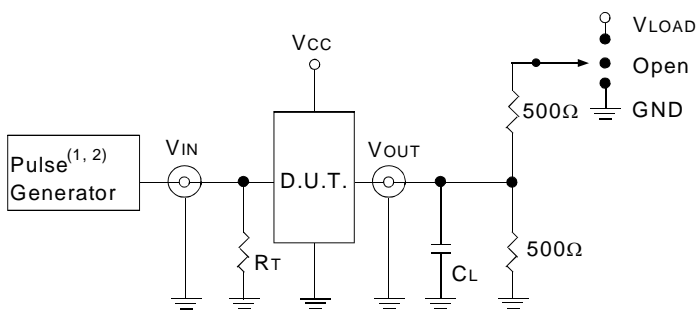 VLOAD
Open
GND
VCC
500Ω
VIN
VOUT
Pulse(1, 2)
Generator
D.U.T.
RT
CL
500Ω